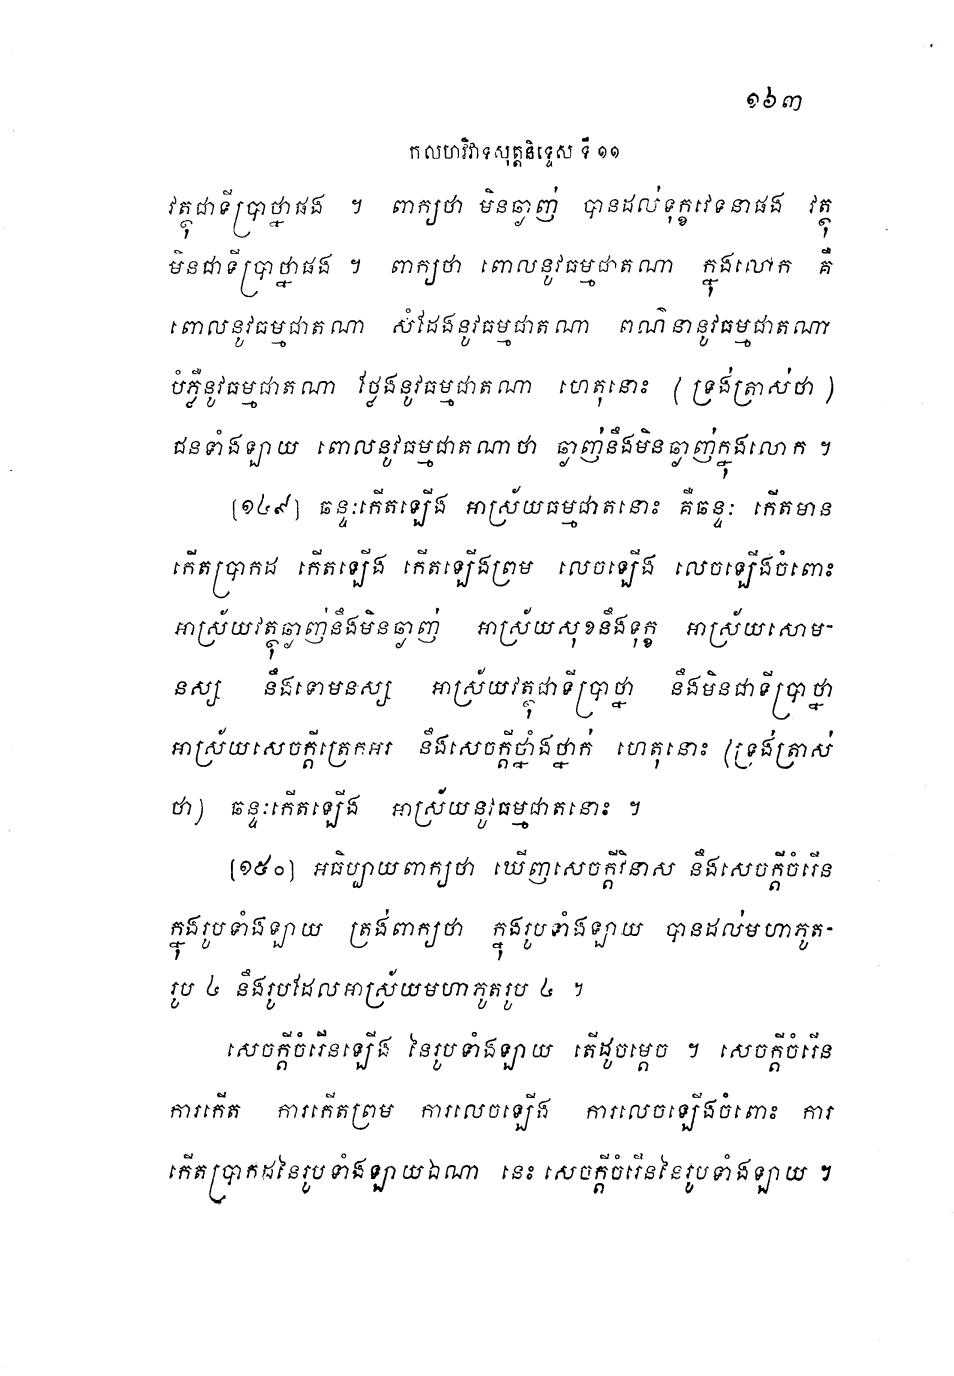 ១៦៣
កលហវិវាទសុត្តនិទ្ទេស ទី ១១
វត្ថុជាទីប្រាថ្នាផង ។ ពាក្យថា មិនឆ្ងាញ់ បានដល់ទុក្ខវេទនាផង វត្ថុ
មិនជាទីប្រាថ្នាផង ។ ពាក្យថា ពោលនូវធម្មជាតណា ក្នុងលោក គឺ
ពោលនូវធម្មជាតណា សំដែងនូវធម្មជាតណា ពណ៌នានូវធម្មជាតណា
បំភ្លឺនូវធម្មជាតណា ថ្លែងនូវធម្មជាតណា ហេតុនោះ ( ទ្រង់ត្រាស់ថា )
ជនទាំងឡាយ ពោលនូវធម្មជាតណាថា ឆ្ងាញ់នឹងមិនឆ្ងាញ់ក្នុងលោក ។
[១៤៩] ឆន្ទៈកើតឡើង អាស្រ័យធម្មជាតនោះ គឺឆន្ទៈ កើតមាន
កើតប្រាកដ កើតឡើង កើតឡើងព្រម លេចឡើង លេចឡើងចំពោះ
អាស្រ័យវត្ថុឆ្ងាញ់នឹងមិនឆ្ងាញ់ អាស្រ័យសុខនឹងទុក្ខ អាស្រ័យសោម-
នស្ស នឹងទោមនស្ស អាស្រ័យវត្ថុជាទីប្រាថ្នា នឹងមិនជាទីប្រាថ្នា
អាស្រ័យសេចក្តីត្រេកអរ នឹងសេចក្តីថ្នាំងថ្នាក់ ហេតុនោះ (ទ្រង់ត្រាស់
ថា) ឆន្ទៈកើតឡើង អាស្រ័យនូវធម្មជាតនោះ ។
[១៥០] អធិប្បាយពាក្យថា ឃើញសេចក្តីវិនាស នឹងសេចក្តីចំរើន
ក្នុងរូបទាំងឡាយ ត្រង់ពាក្យថា ក្នុងរូបទាំងឡាយ បានដល់មហាភូត-
រូប ៤ នឹងរូបដែលអាស្រ័យមហាភូតរូប ៤ ។
សេចក្តីចំរើនឡើង នៃរូបទាំងឡាយ តើដូចម្តេច ។ សេចក្តីចំរើន
ការកើត ការកើតព្រម ការលេចឡើង ការលេចឡើងចំពោះ ការ
កើតប្រាកដនៃរូបទាំងឡាយឯណា នេះ សេចក្តីចំរើននៃរូបទាំងឡាយ ។